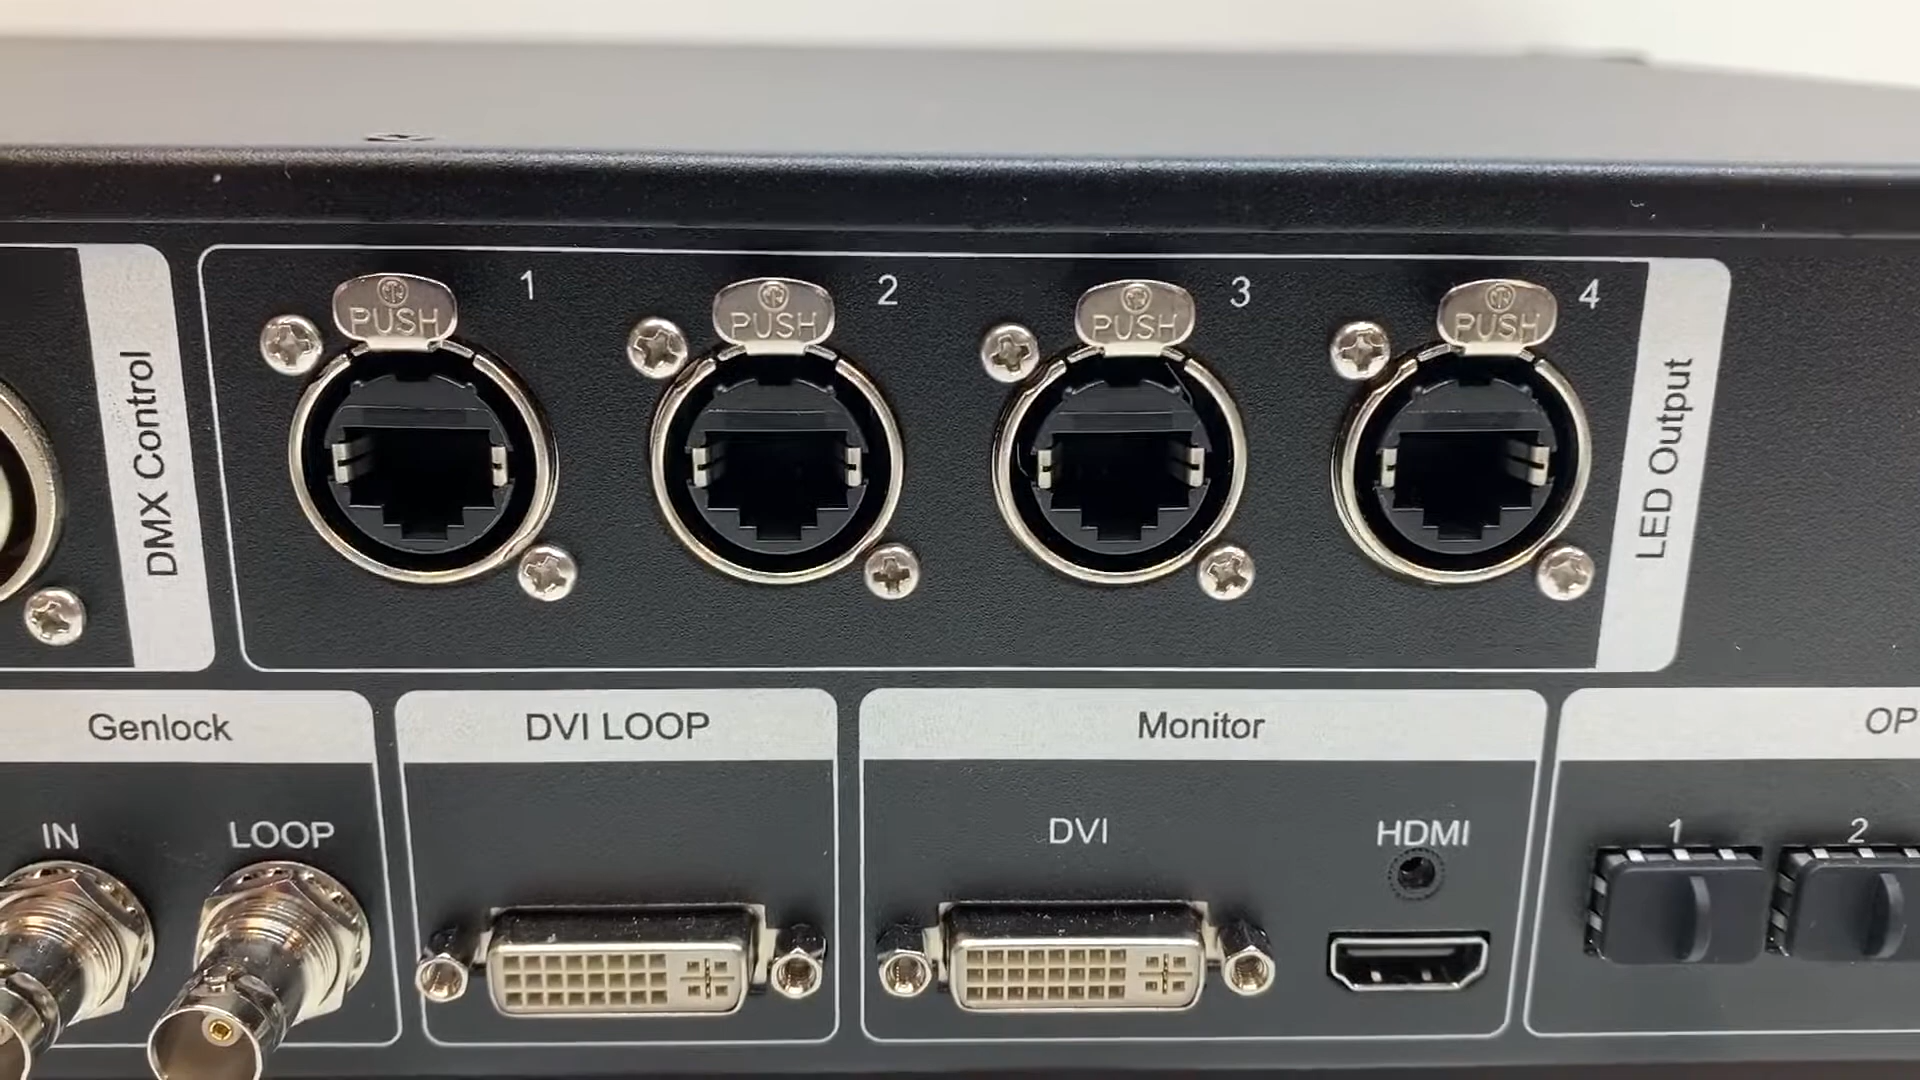 1
2
3
4
PUSH
PUSH
PUSH
PUSH
DMX Control
LED Output
Genlock
DVI LOOP
Monitor
OP
IN
LOOP
DVI
HDMI
1
2